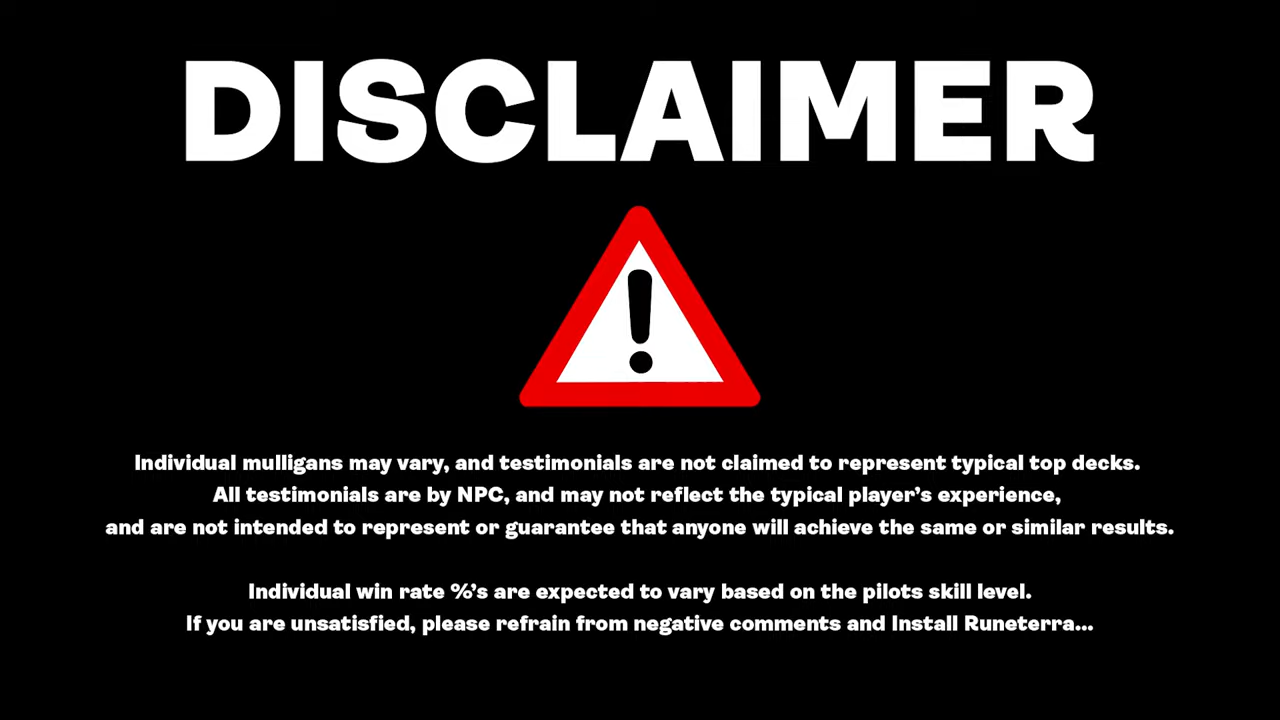 DISCLAIMER
Individual mulligans may vary, and testimonials are not claimed to represent typical top decks.
All testimonials are by NPC, and may not reflect the typical player’s experience,
and are not intended to represent or guarantee that anyone will achieve the same or similar results.
Individual win rate %’s are expected to vary based on the pilots skill level.
If you are unsatisfied, please refrain from negative comments and Install Runeterra...